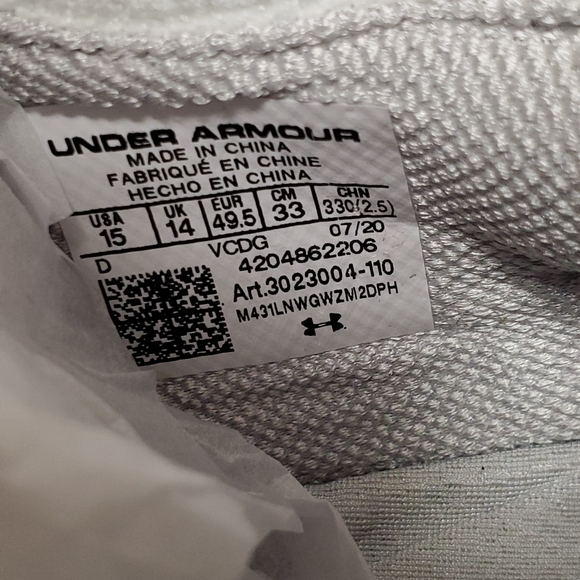 UNDER ARMOUR
MADE IN CHINA
FABRIQUÉ EN CHINE
HECHO EN CHINA
USA UK EUR CM CHN
15 14 49.5 33 330(2.5)
D VCDG 07/20
4204862206
Art.3023004-110
M431LNWGWZM2DPH